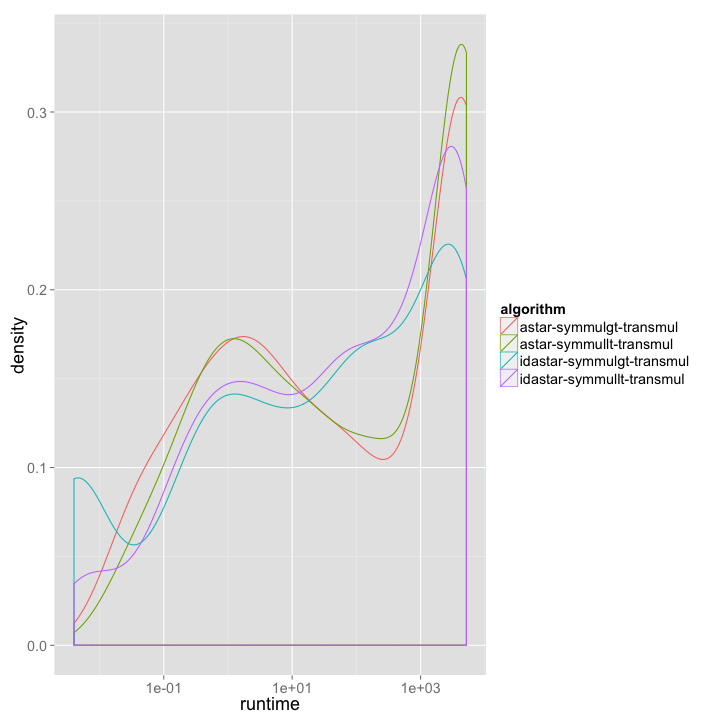 0.3
0.2
0.1
0.0
density
1e-01
1e+01
1e+03
runtime
algorithm
astar-symmulgt-transmul
astar-symmullt-transmul
idastar-symmulgt-transmul
idastar-symmullt-transmul